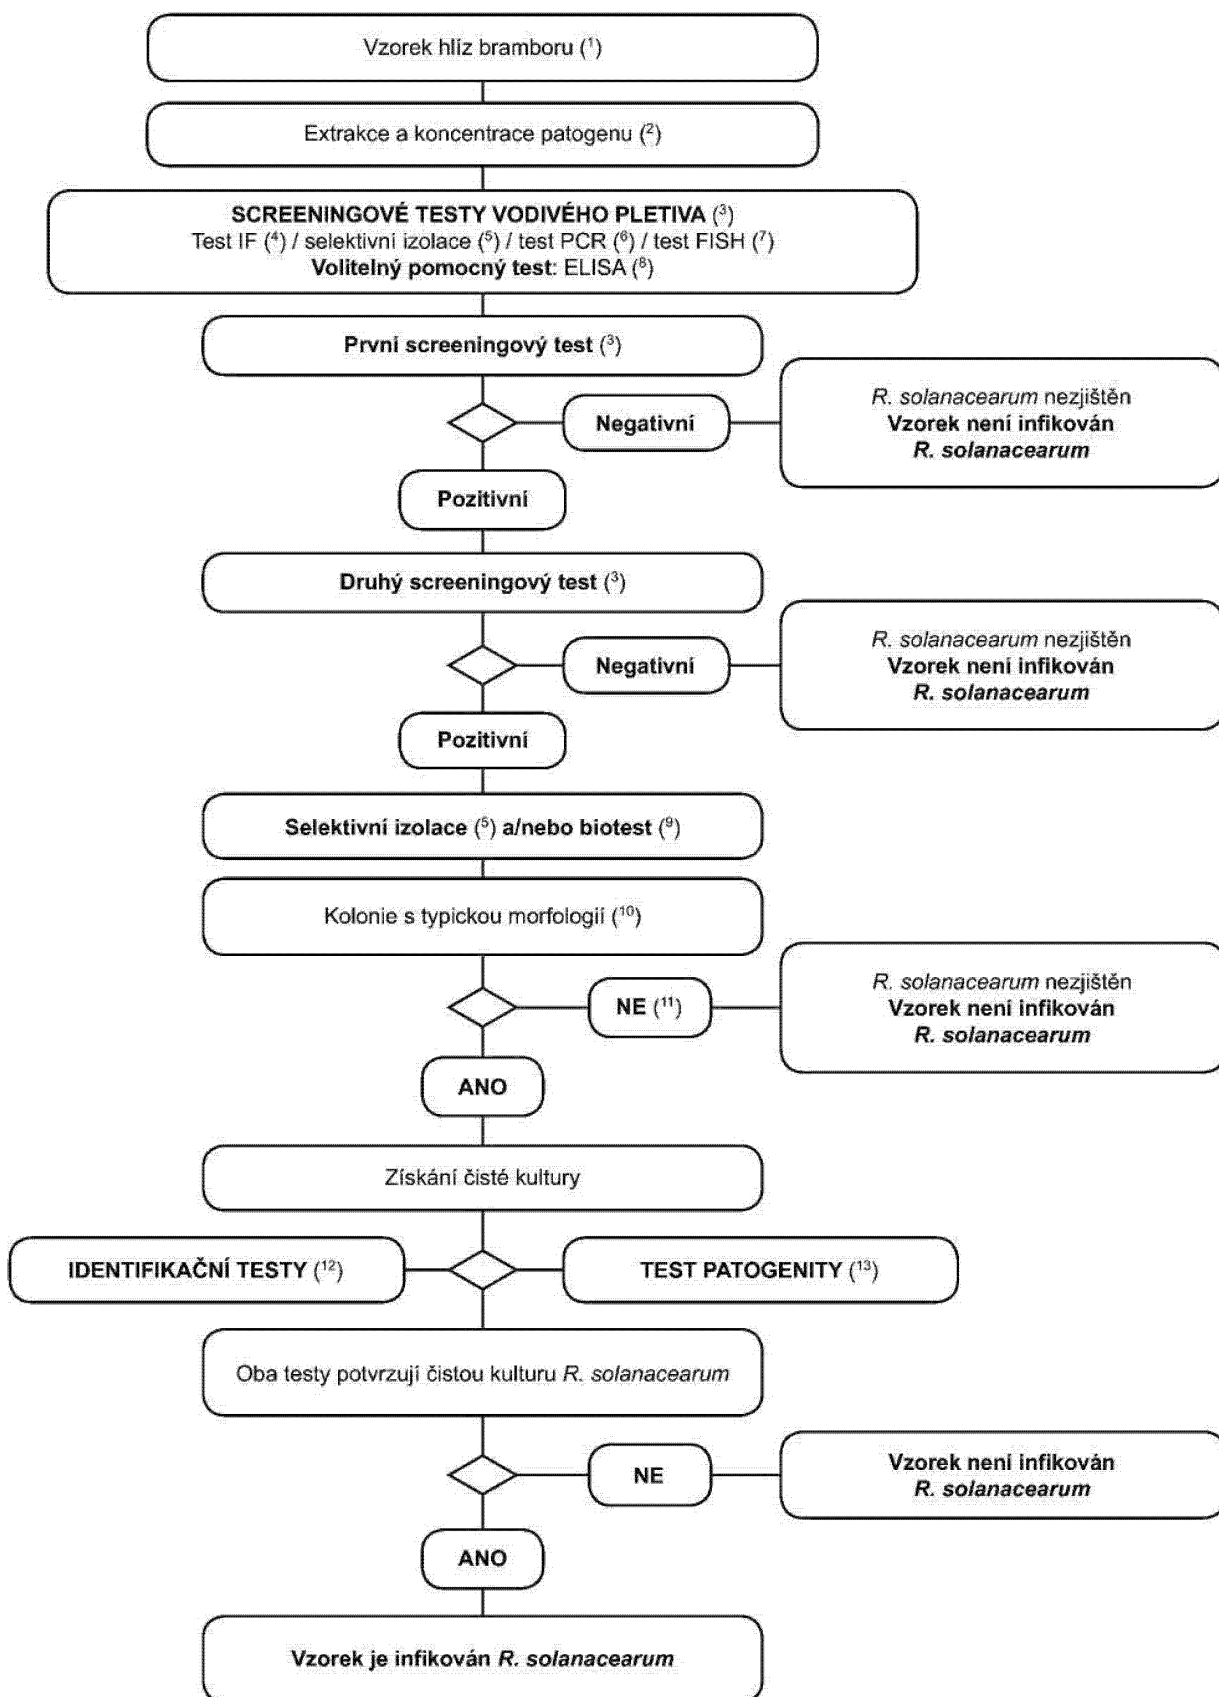 Vzorek hlíz bramboru (¹)
Extrakce a koncentrace patogenu (²)
SCREENINGOVÉ TESTY VODIVÉHO PLETIVA (³)
Test IF (⁴) / selektivní izolace (⁵) / test PCR (⁶) / test FISH (⁷)
Volitelný pomocný test: ELISA (⁸)
První screeningový test (³)
Negativní
R. solanacearum nezjištěn
Vzorek není infikován
R. solanacearum
Pozitivní
Druhý screeningový test (³)
Negativní
R. solanacearum nezjištěn
Vzorek není infikován
R. solanacearum
Pozitivní
Selektivní izolace (⁵) a/nebo biotest (⁹)
Kolonie s typickou morfologií (¹⁰)
NE (¹¹)
R. solanacearum nezjištěn
Vzorek není infikován
R. solanacearum
ANO
Získání čisté kultury
IDENTIFIKAČNÍ TESTY (¹²)
TEST PATOGENITY (¹³)
Oba testy potvrzují čistou kulturu R. solanacearum
NE
Vzorek není infikován
R. solanacearum
ANO
Vzorek je infikován R. solanacearum